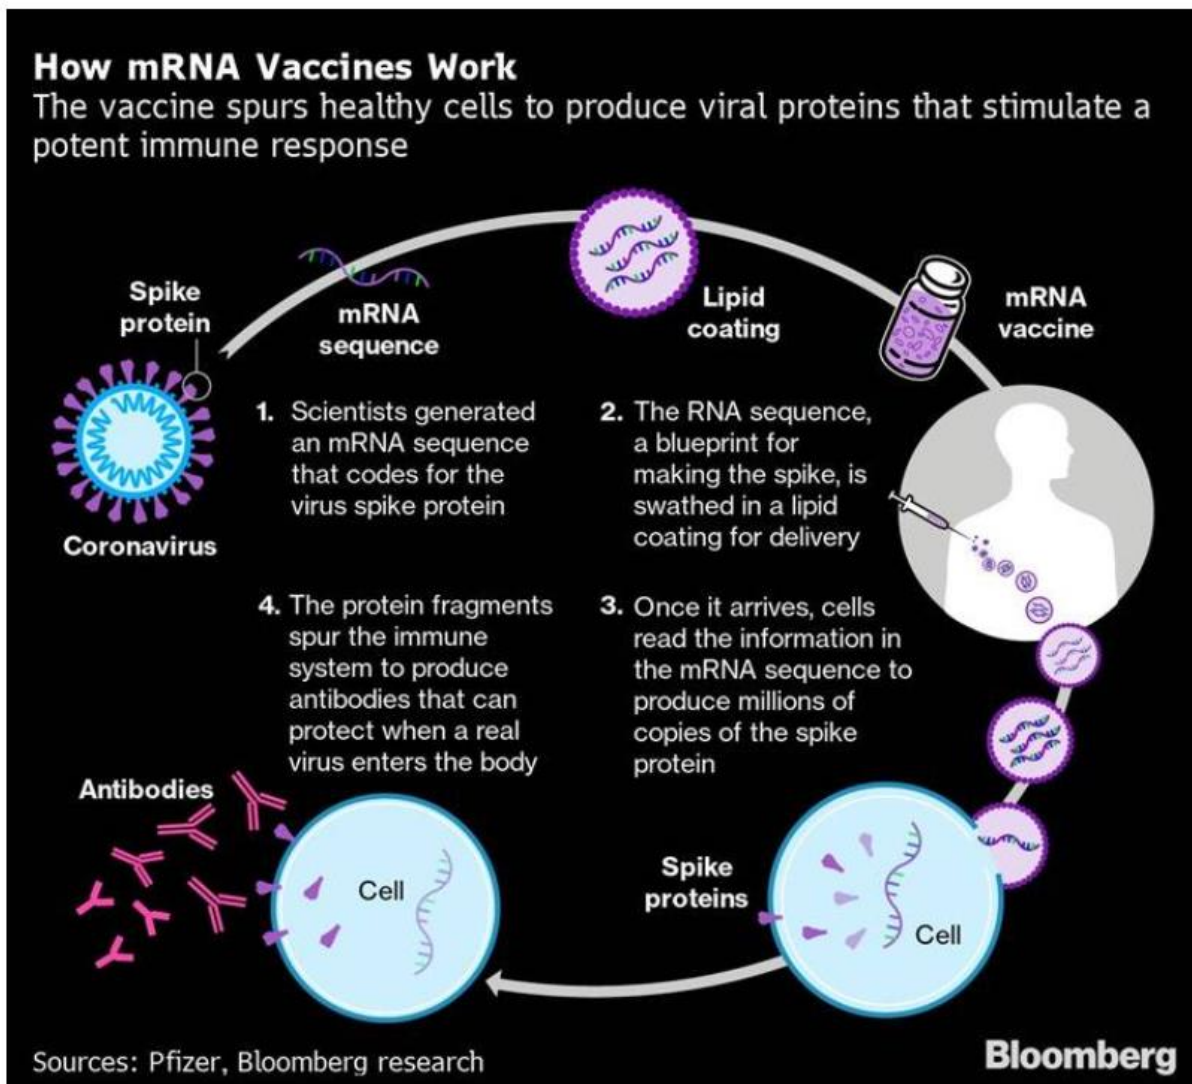 How mRNA Vaccines Work
The vaccine spurs healthy cells to produce viral proteins that stimulate a
potent immune response
Spike
protein
mRNA
sequence
Lipid
coating
mRNA
vaccine
Coronavirus
1. Scientists generated
an mRNA sequence
that codes for the
virus spike protein
2. The RNA sequence,
a blueprint for
making the spike, is
swathed in a lipid
coating for delivery
3. Once it arrives, cells
read the information in
the mRNA sequence to
produce millions of
copies of the spike
protein
4. The protein fragments
spur the immune
system to produce
antibodies that can
protect when a real
virus enters the body
Antibodies
Cell
Spike
proteins
Cell
Sources: Pfizer, Bloomberg research
Bloomberg